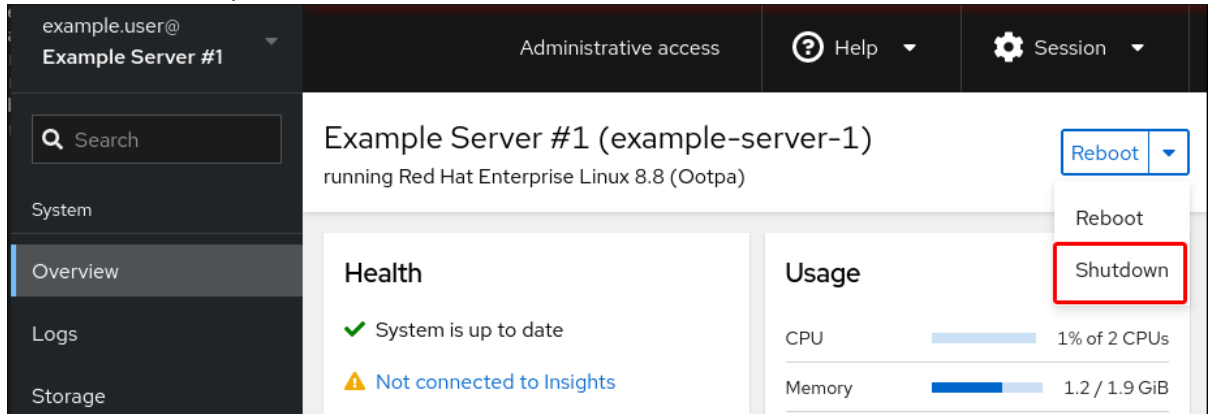 example.user@
Example Server #1
Administrative access
Help
Session
Search
Example Server #1 (example-server-1)
running Red Hat Enterprise Linux 8.8 (Ootpa)
Reboot
Reboot
Shutdown
System
Overview
Logs
Storage
Health
System is up to date
Not connected to Insights
Usage
CPU 1% of 2 CPUs
Memory 1.2 / 1.9 GiB